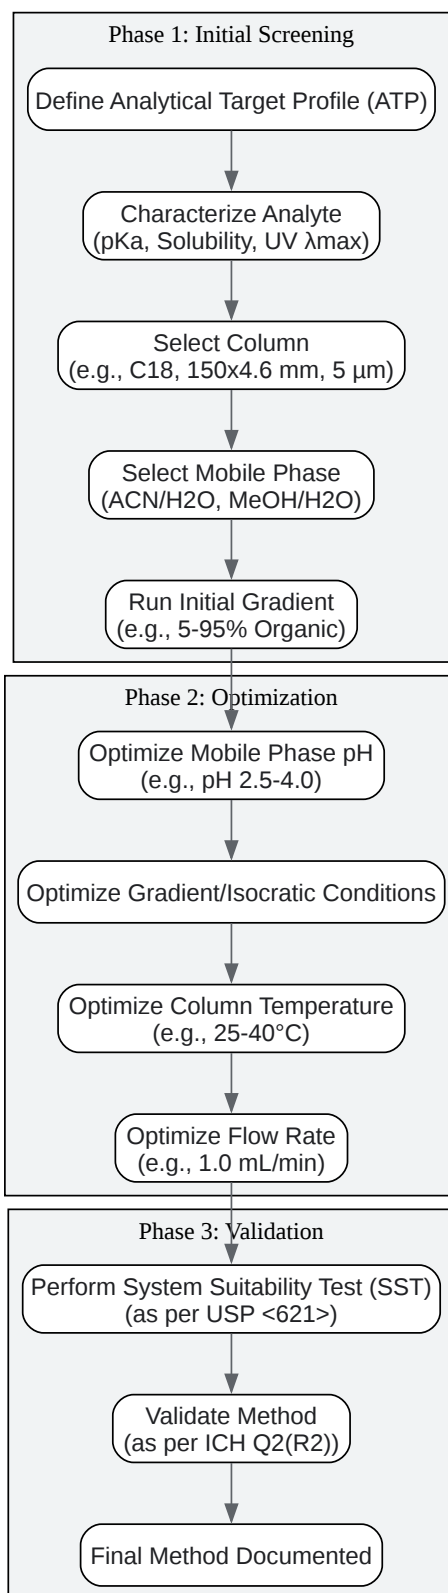 Phase 1: Initial Screening
Define Analytical Target Profile (ATP)
Characterize Analyte
(pKa, Solubility, UV λmax)
Select Column
(e.g., C18, 150x4.6 mm, 5 µm)
Select Mobile Phase
(ACN/H2O, MeOH/H2O)
Run Initial Gradient
(e.g., 5-95% Organic)
Phase 2: Optimization
Optimize Mobile Phase pH
(e.g., pH 2.5-4.0)
Optimize Gradient/Isocratic Conditions
Optimize Column Temperature
(e.g., 25-40°C)
Optimize Flow Rate
(e.g., 1.0 mL/min)
Phase 3: Validation
Perform System Suitability Test (SST)
(as per USP <621>)
Validate Method
(as per ICH Q2(R2))
Final Method Documented